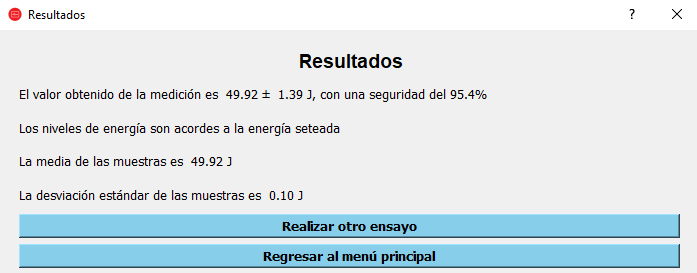 Resultados
Resultados
El valor obtenido de la medición es 49.92 ± 1.39 J, con una seguridad del 95.4%
Los niveles de energía son acordes a la energía seteada
La media de las muestras es 49.92 J
La desviación estándar de las muestras es 0.10 J
Realizar otro ensayo
Regresar al menú principal